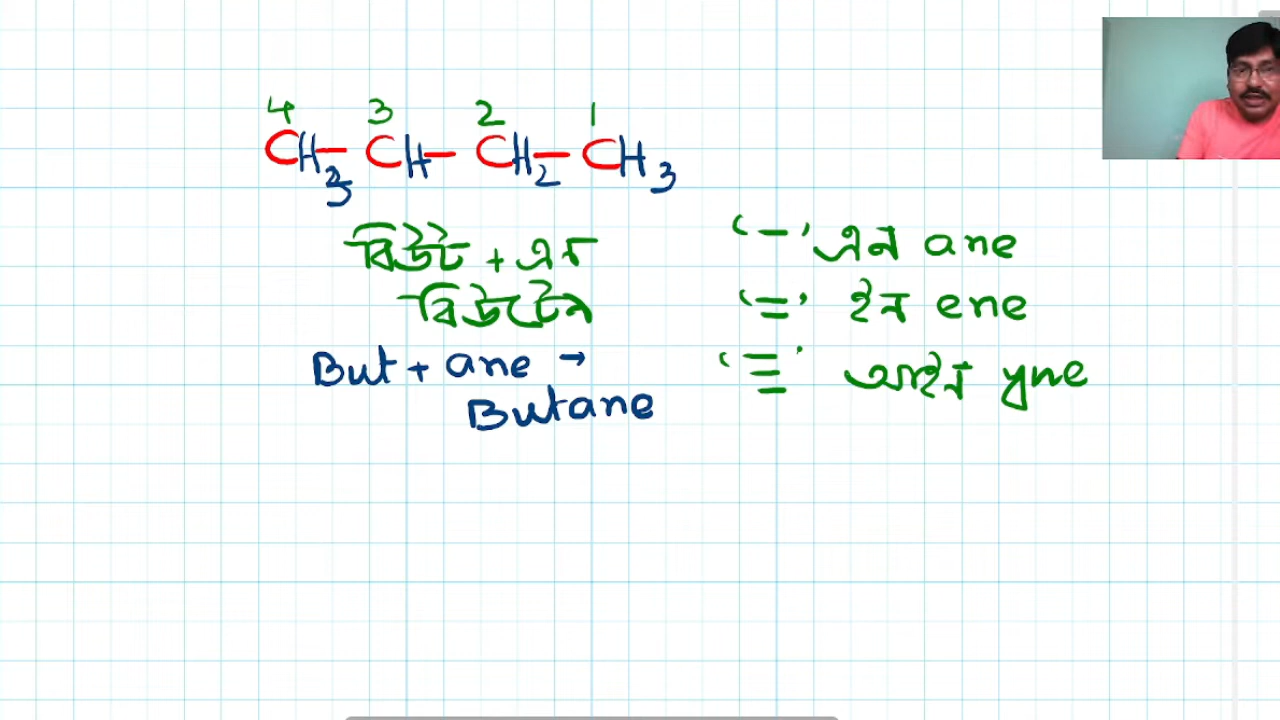 4 3 2 1
CH3–CH–CH2–CH3
বিউট + এন
বিউটেন
But + ane →
Butane
‘–’ এন ane
‘=’ ইন ene
‘≡’ আইন yne